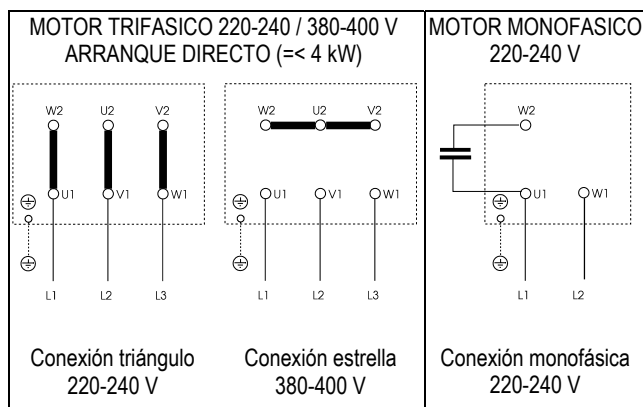 MOTOR TRIFASICO 220-240 / 380-400 V
ARRANQUE DIRECTO (=< 4 kW)
W2 U2 V2
U1 V1 W1
L1 L2 L3
Conexión triángulo
220-240 V
W2 U2 V2
U1 V1 W1
L1 L2 L3
Conexión estrella
380-400 V
MOTOR MONOFASICO
220-240 V
W2
U1 W1
L1 L2
Conexión monofásica
220-240 V